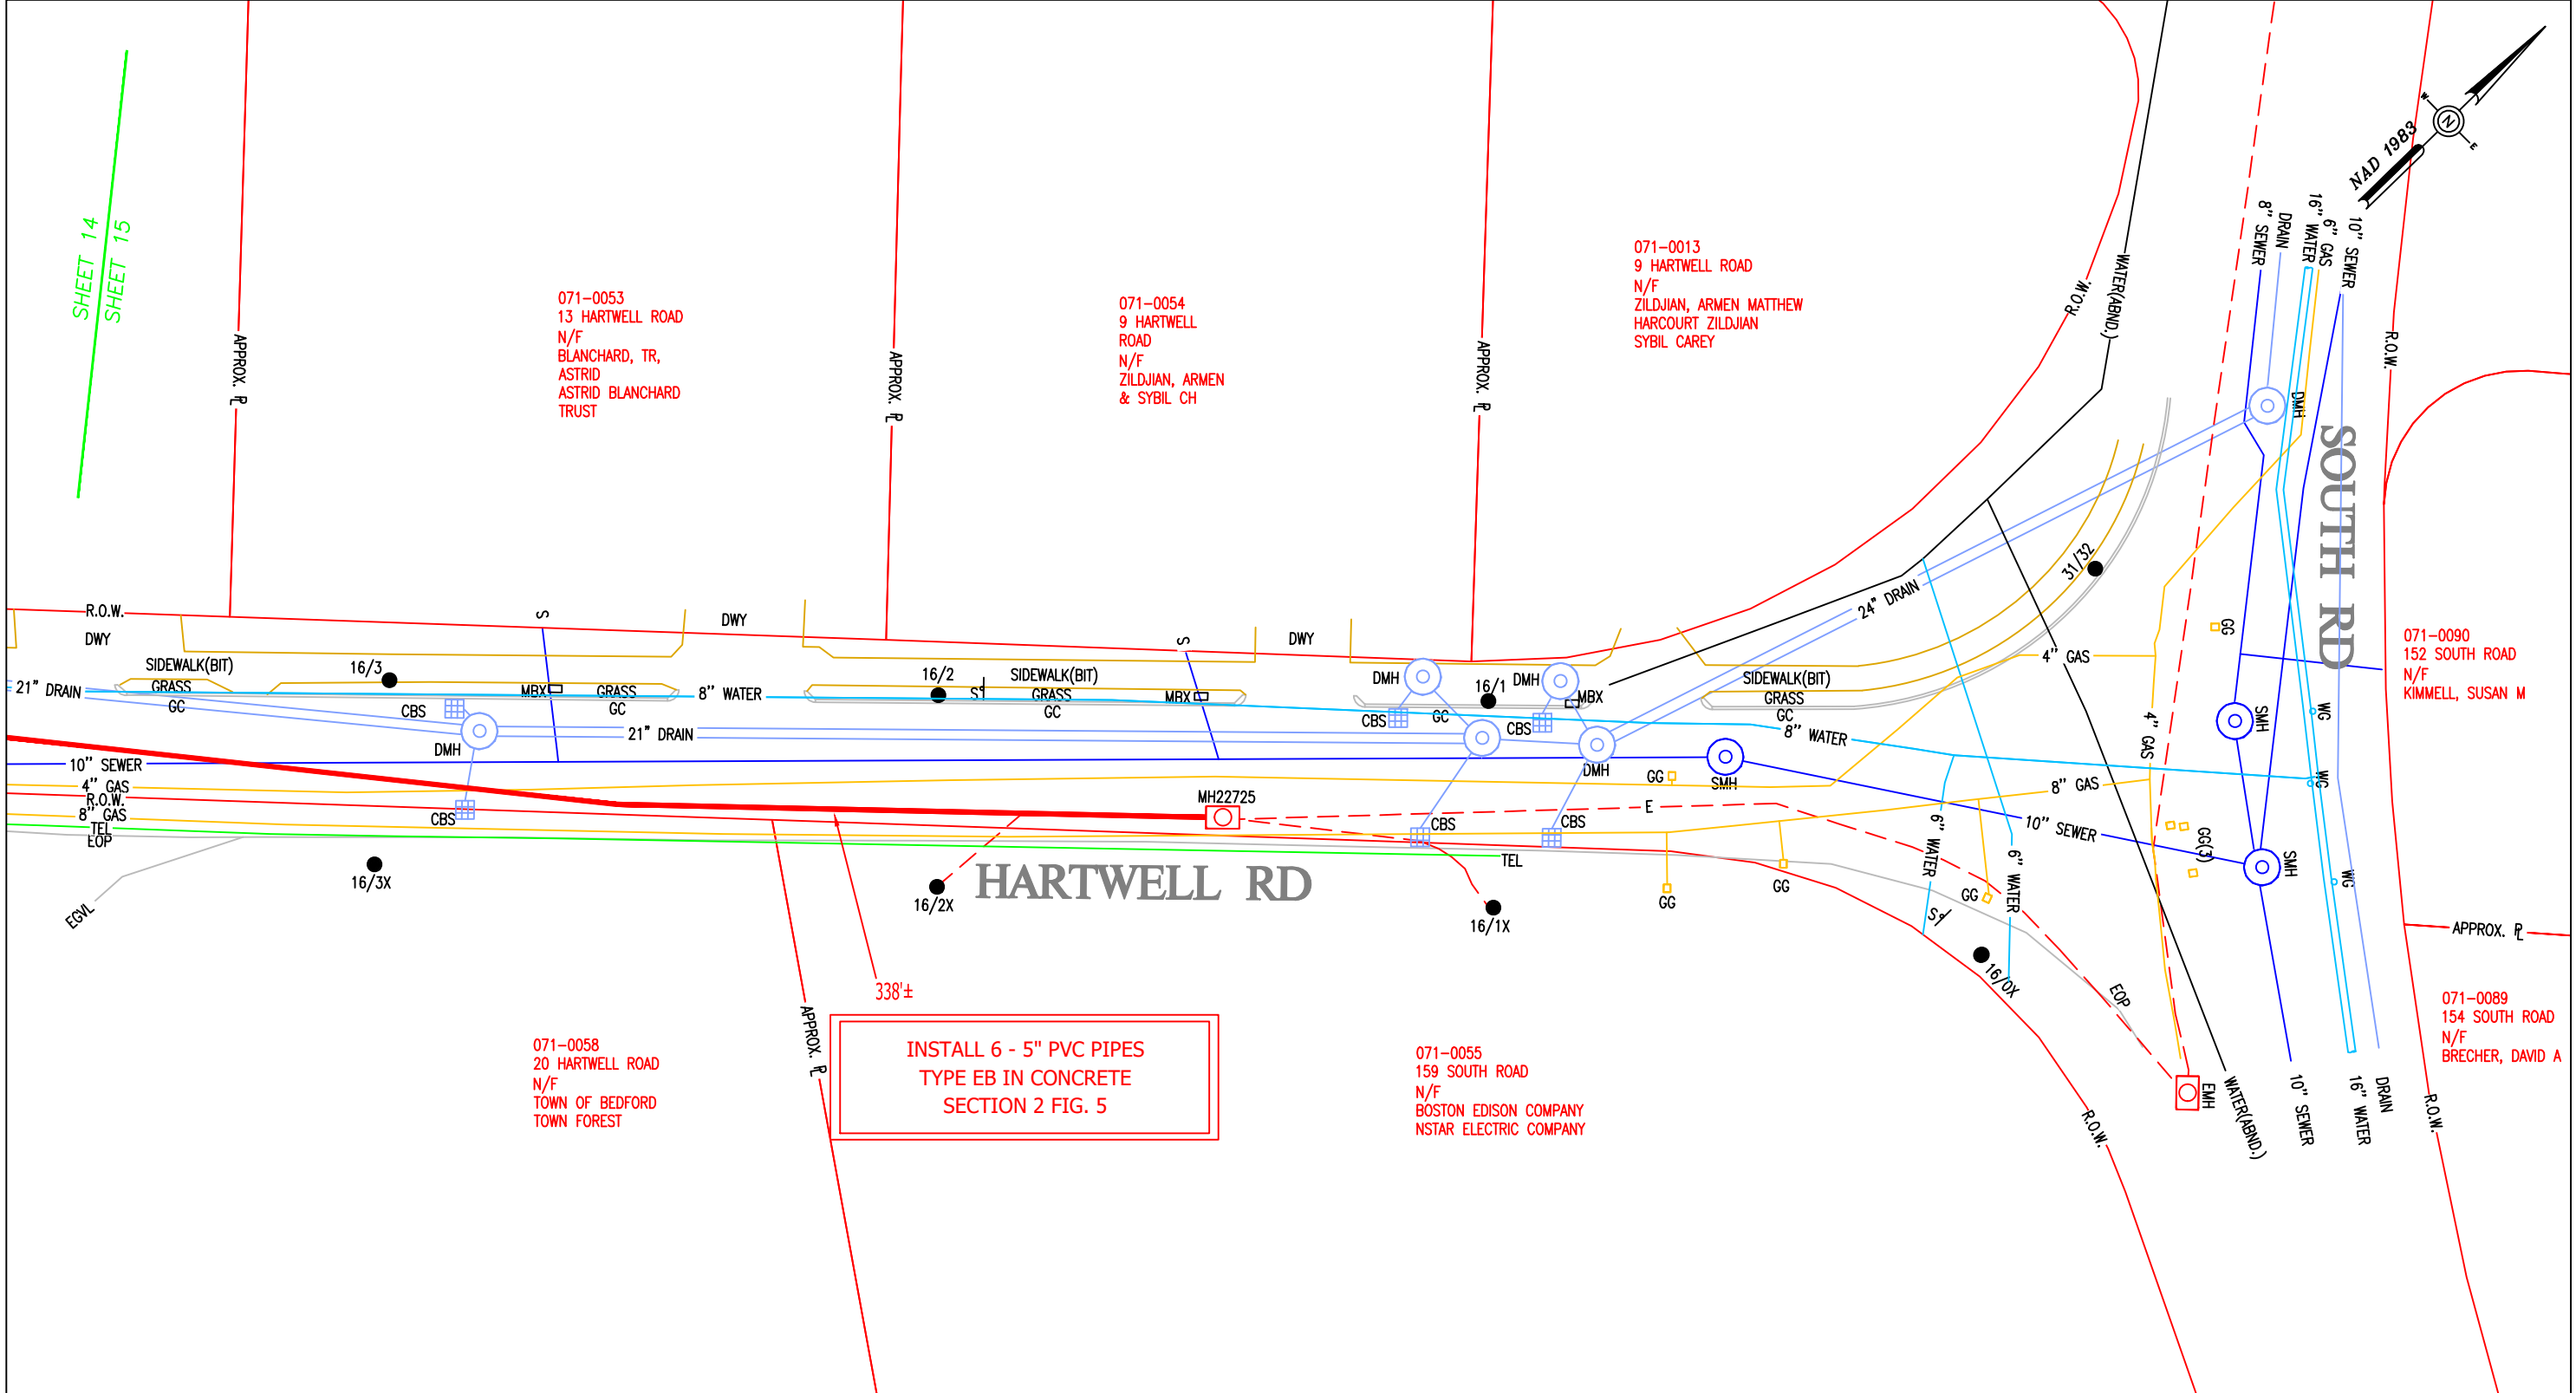 SHEET 14
SHEET 15
APPROX. PL
071-0053
13 HARTWELL ROAD
N/F
BLANCHARD, TR,
ASTRID
ASTRID BLANCHARD
TRUST
APPROX. PL
071-0054
9 HARTWELL
ROAD
N/F
ZILDJIAN, ARMEN
& SYBIL CH
APPROX. PL
071-0013
9 HARTWELL ROAD
N/F
ZILDJIAN, ARMEN MATTHEW
HARCOURT ZILDJIAN
SYBIL CAREY
R.O.W.
WATER(ABND.)
8" SEWER
DRAIN
16" WATER
6" GAS
10" SEWER
NAD 1983
N
W
E
R.O.W.
DMH
SOUTH RD
31/32
24" DRAIN
R.O.W.
DWY
S
DWY
S
DWY
SIDEWALK(BIT)
16/3
GRASS
GC
21" DRAIN
CBS
DMH
MBX
GRASS
GC
8" WATER
21" DRAIN
16/2
S
SIDEWALK(BIT)
GRASS
GC
MBX
DMH
16/1
DMH
MBX
CBS
GC
CBS
DMH
SIDEWALK(BIT)
GRASS
GC
8" WATER
4" GAS
GG
4" GAS
SMH
WG
WG
WG
071-0090
152 SOUTH ROAD
N/F
KIMMELL, SUSAN M
10" SEWER
4" GAS
R.O.W.
8" GAS
TEL
EOP
CBS
MH22725
GG
SMH
E
8" GAS
10" SEWER
CBS
CBS
TEL
6" WATER
6" WATER
GG(3)
SMH
EGVL
16/3X
16/2X
HARTWELL RD
16/1X
GG
GG
GG
S
16/0X
EOP
APPROX. PL
338'±
APPROX. PL
INSTALL 6 - 5" PVC PIPES
TYPE EB IN CONCRETE
SECTION 2 FIG. 5
071-0058
20 HARTWELL ROAD
N/F
TOWN OF BEDFORD
TOWN FOREST
071-0055
159 SOUTH ROAD
N/F
BOSTON EDISON COMPANY
NSTAR ELECTRIC COMPANY
071-0089
154 SOUTH ROAD
N/F
BRECHER, DAVID A
R.O.W.
EMH
WATER(ABND.)
10" SEWER
16" WATER
DRAIN
R.O.W.